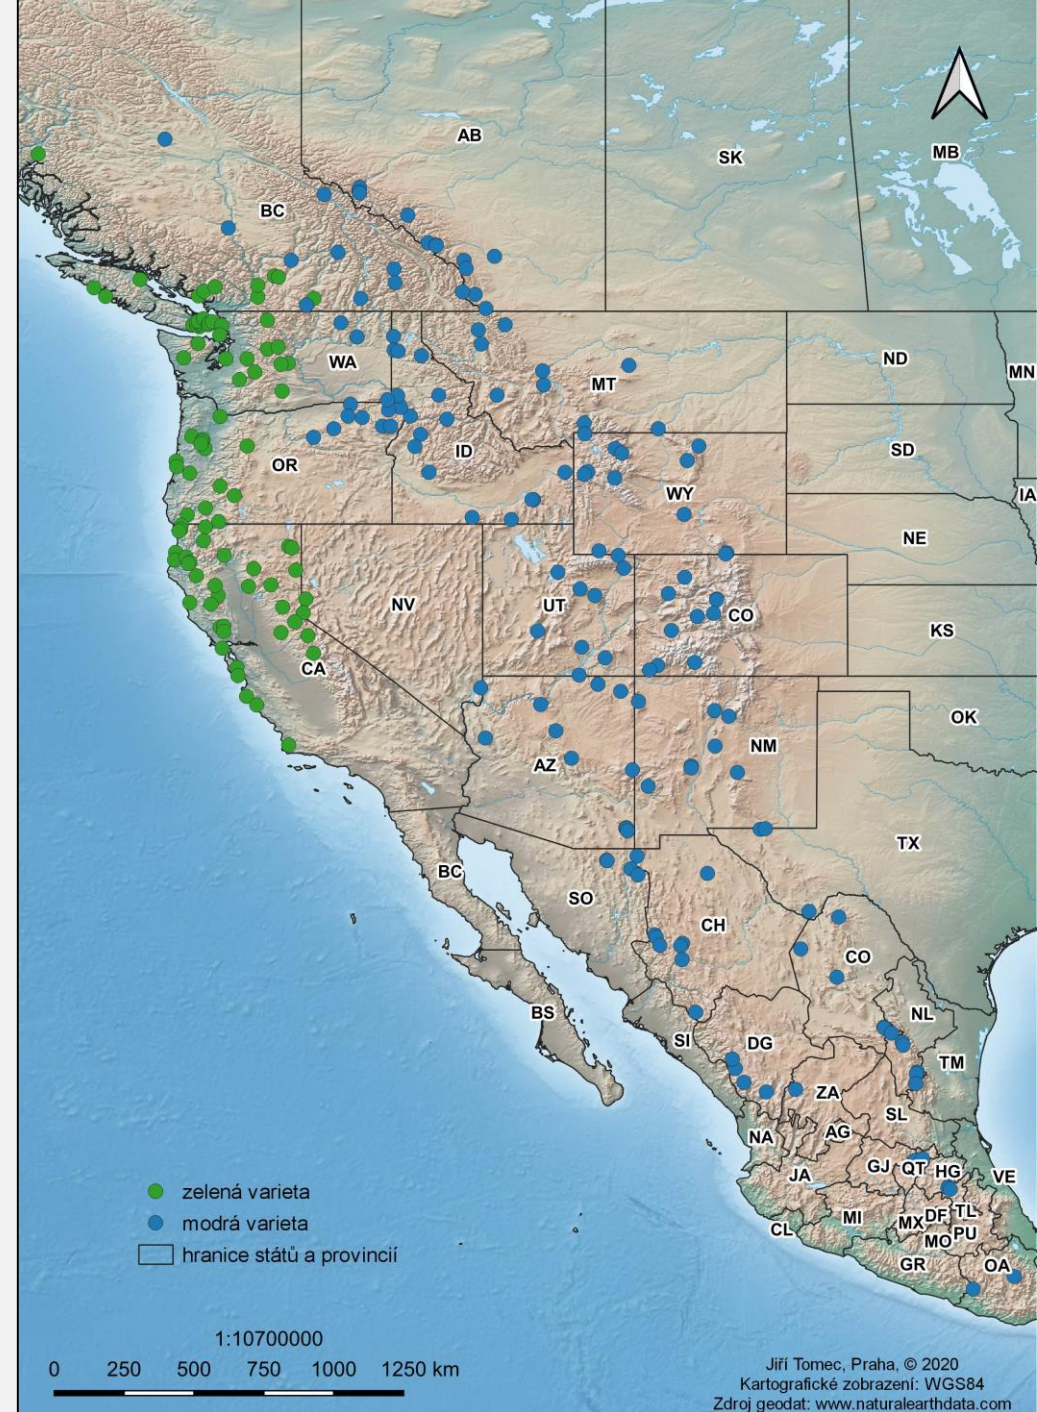 AB
SK
MB
BC
WA
MT
ND
MN
OR
ID
SD
WY
IA
NE
NV
UT
CO
KS
CA
OK
AZ
NM
TX
BC
SO
CH
CO
BS
NL
SI
DG
TM
ZA
SL
NA
AG
GJ
QT
HG
VE
JA
MI
MX
DF
TL
CL
MO
PU
GR
OA
zelená varieta
modrá varieta
hranice států a provincií
1:10700000
0 250 500 750 1000 1250 km
Jiří Tomec, Praha, © 2020
Kartografické zobrazení: WGS84
Zdroj geodat: www.naturalearthdata.com